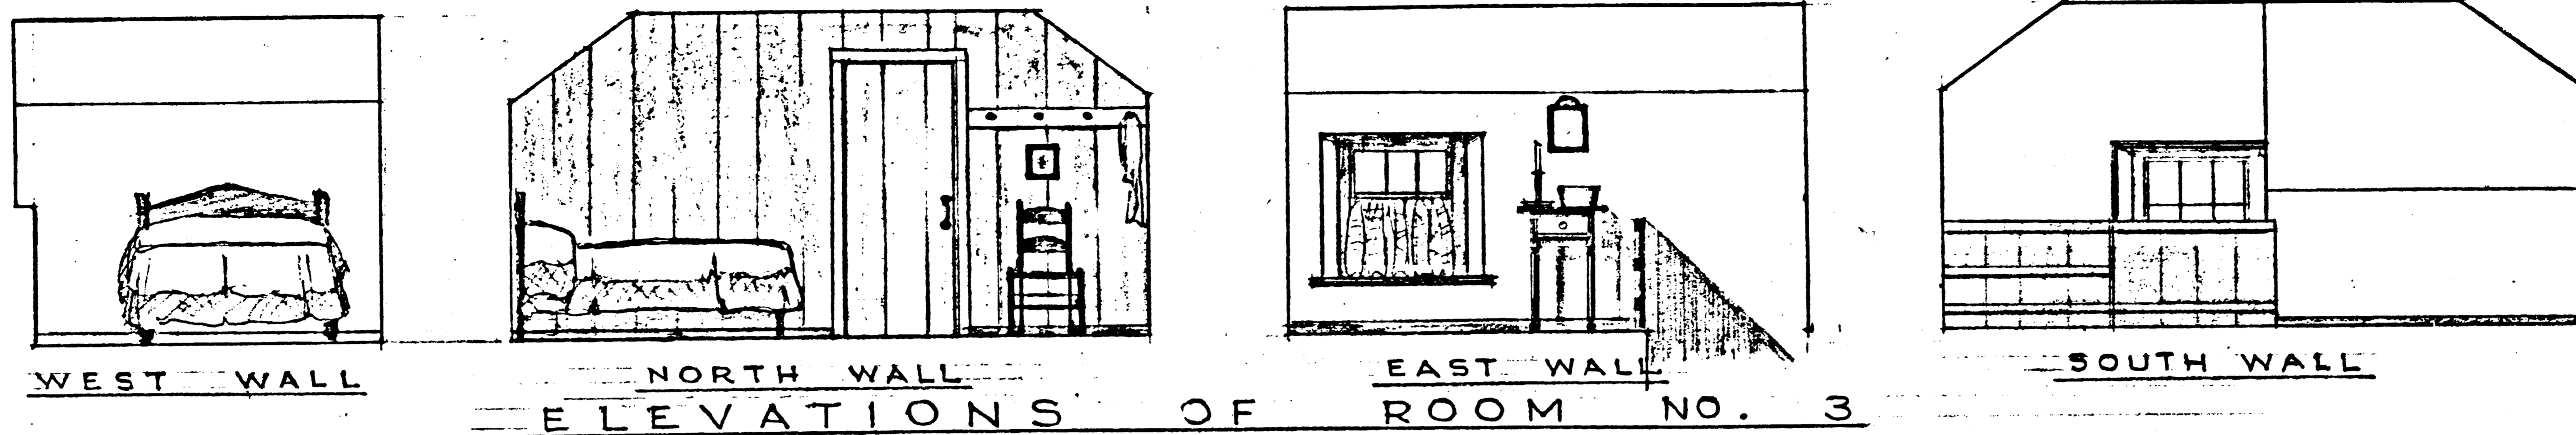 WEST WALL
NORTH WALL
EAST WALL
SOUTH WALL
ELEVATIONS OF ROOM NO. 3